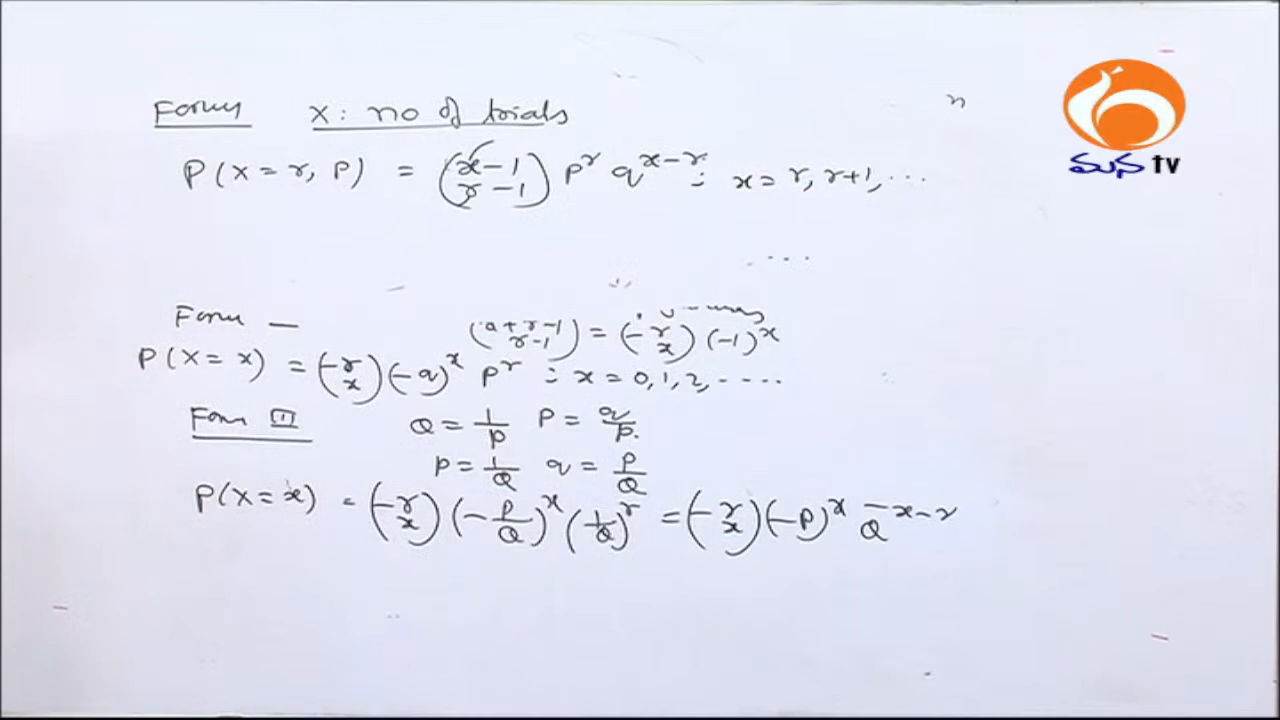 Forms X: no of trials
n
మన tv
P(X = r, P) = (x-1 r-1) p^r q^{x-r} : x = r, r+1, ...
....
Form —
(a+r-1 r-1) = (-r x) (-1)^x
P(X = x) = (-r x) (-q)^x p^r : x = 0, 1, 2, .....
Form III Q = 1/p P = q/p.
p = 1/Q q = P/Q
P(X = x) = (-r x) (-P/Q)^x (1/Q)^r = (-r x) (-P)^x Q^{-x-r}